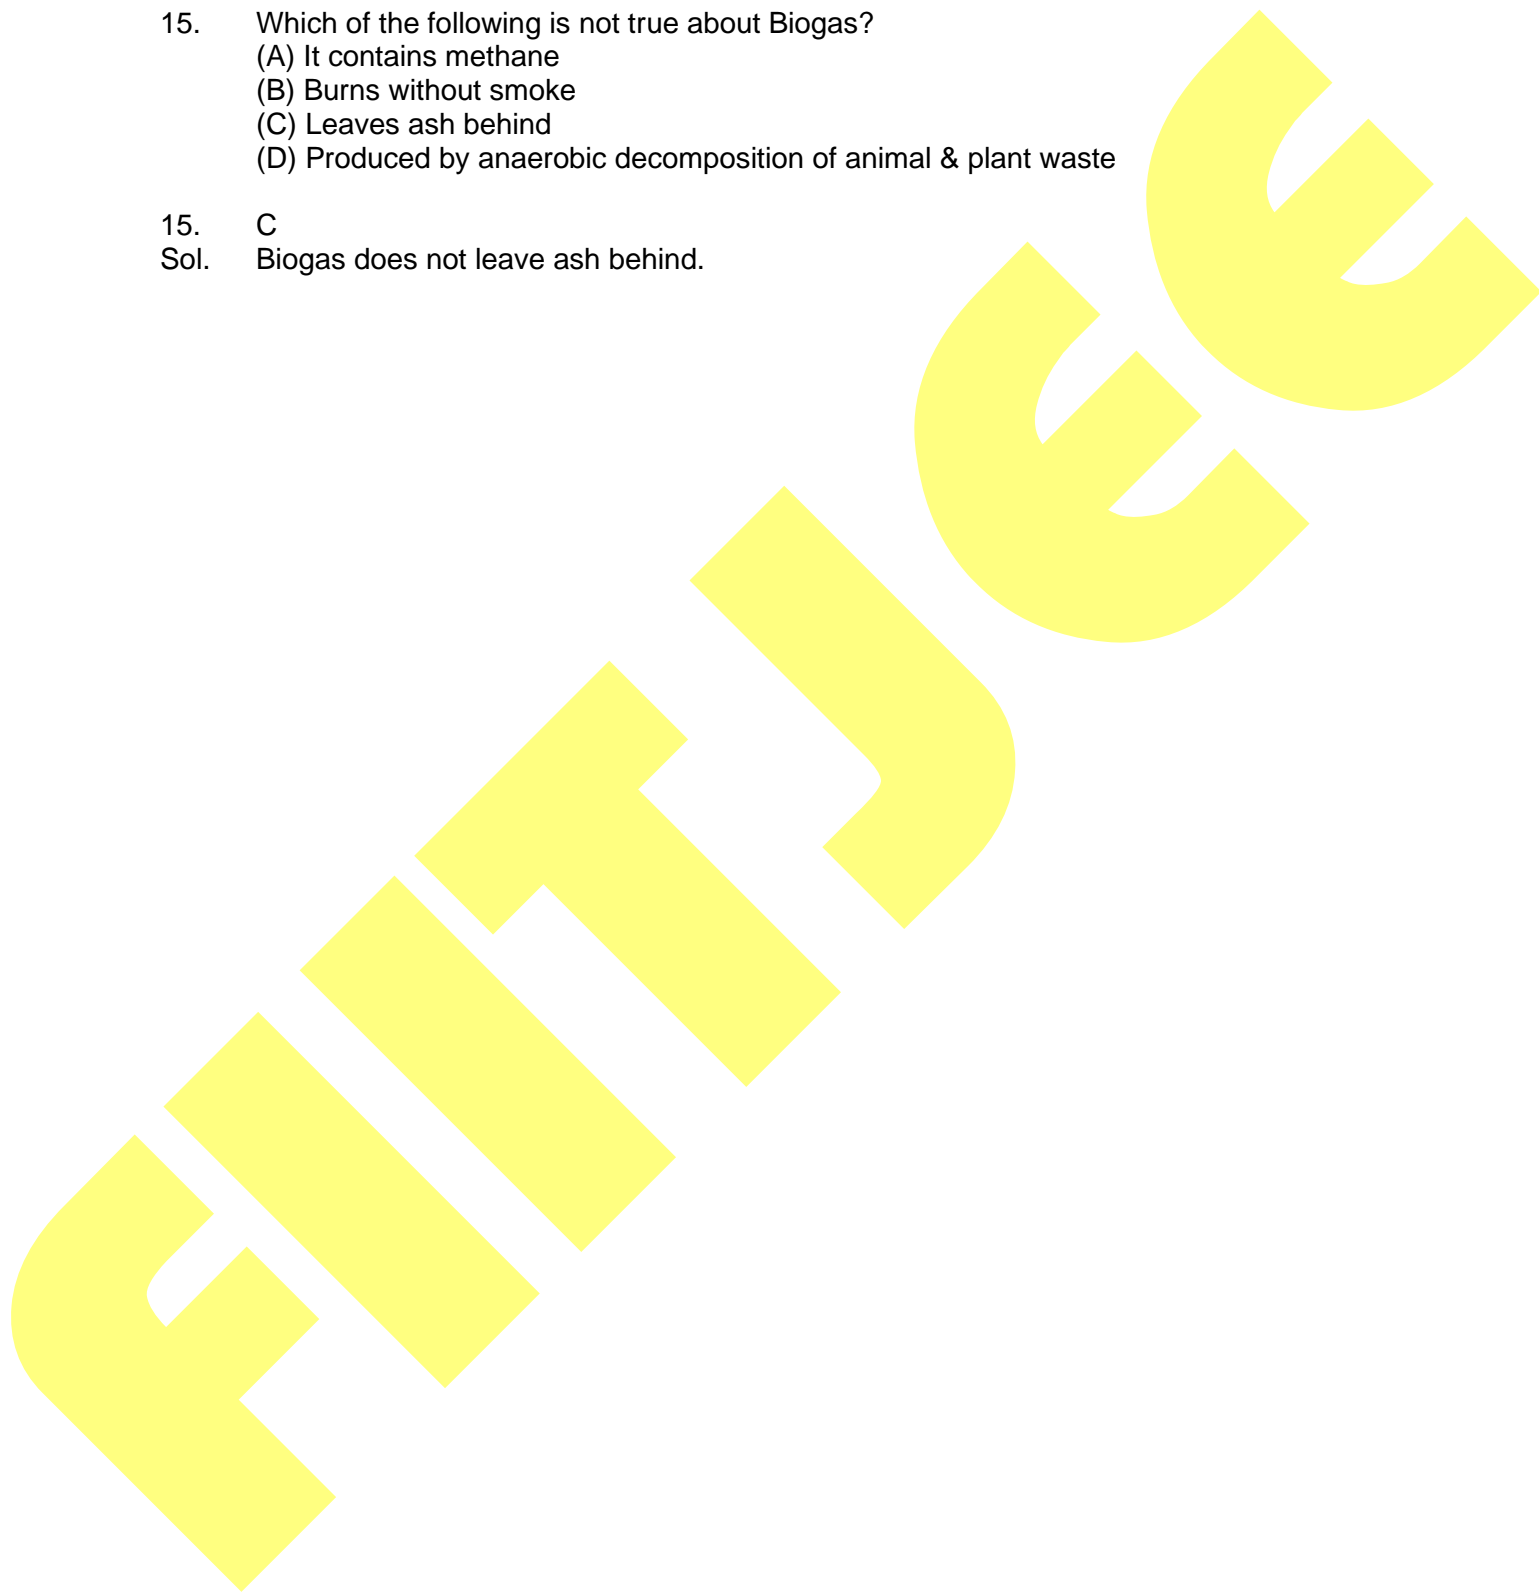 15. Which of the following is not true about Biogas?
(A) It contains methane
(B) Burns without smoke
(C) Leaves ash behind
(D) Produced by anaerobic decomposition of animal & plant waste
15. C
Sol. Biogas does not leave ash behind.
FIITJEE